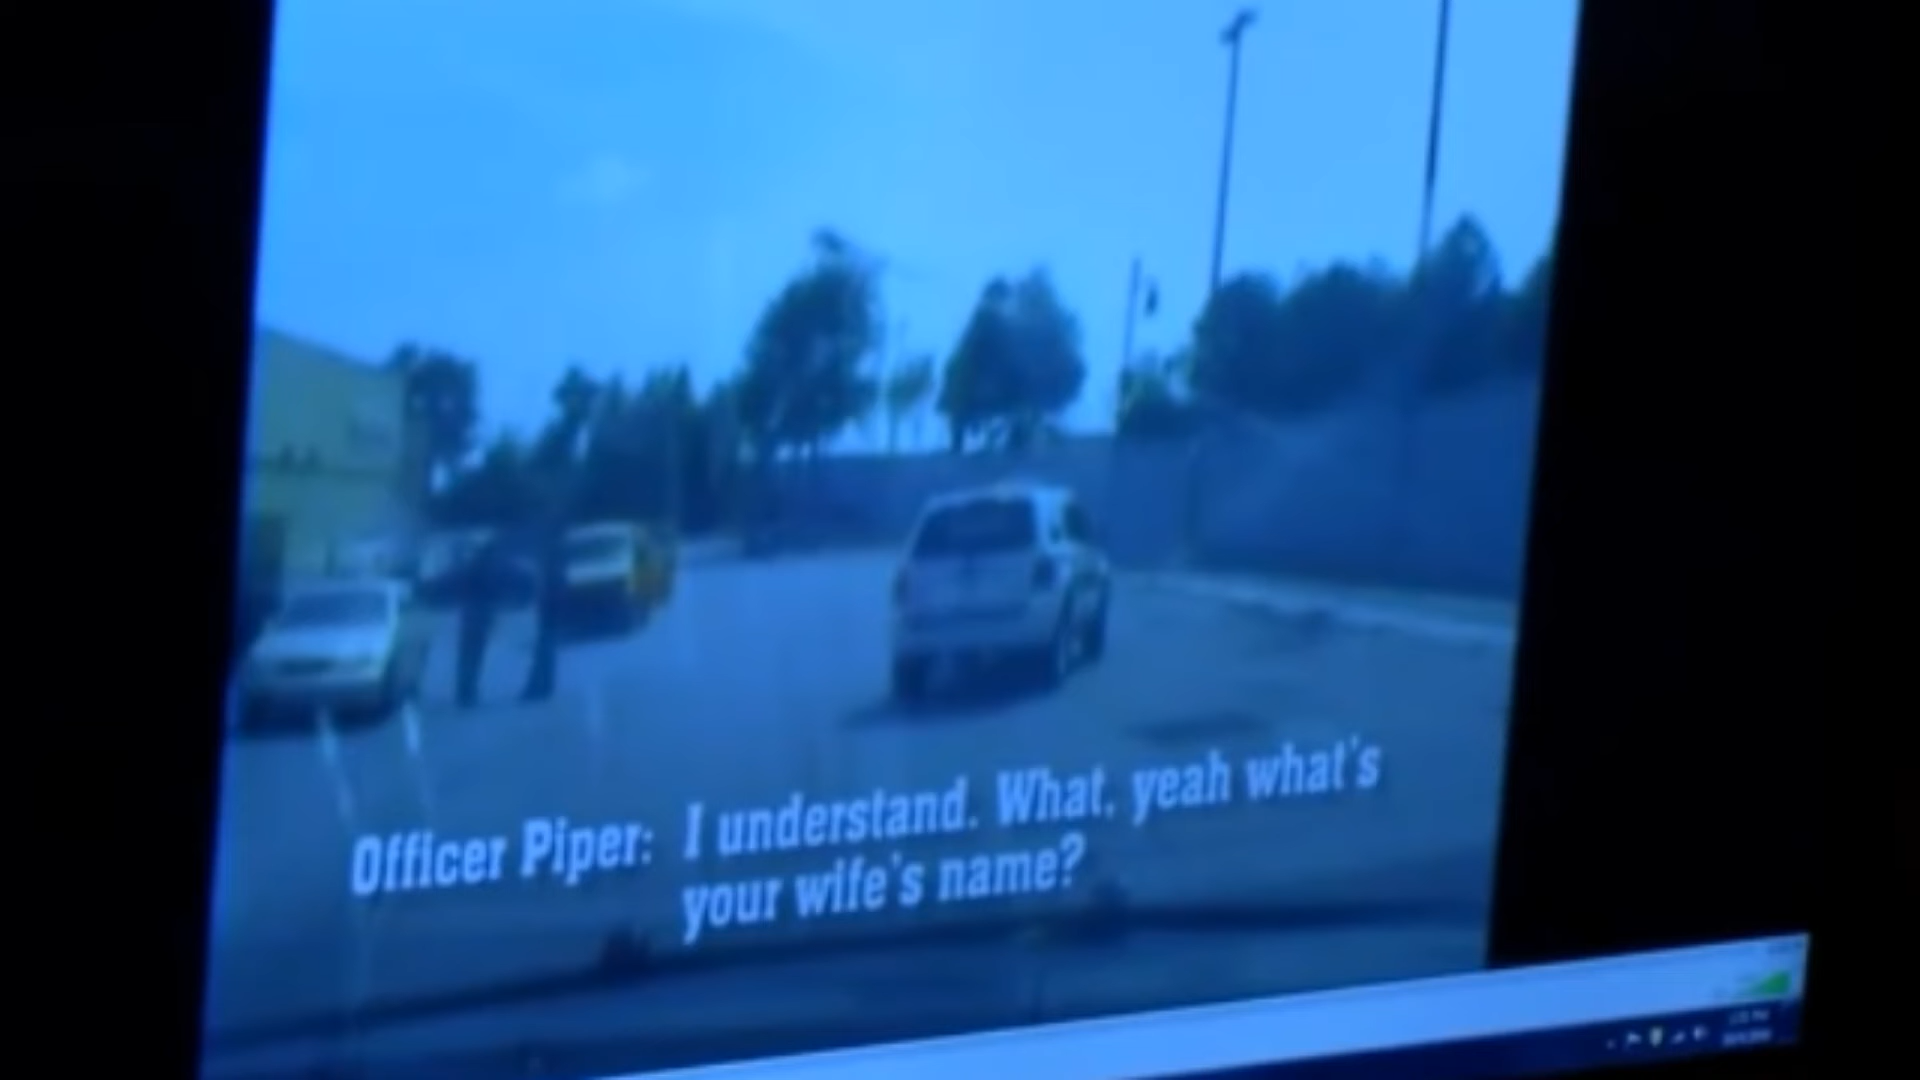 Officer Piper: I understand. What, yeah what's
your wife's name?